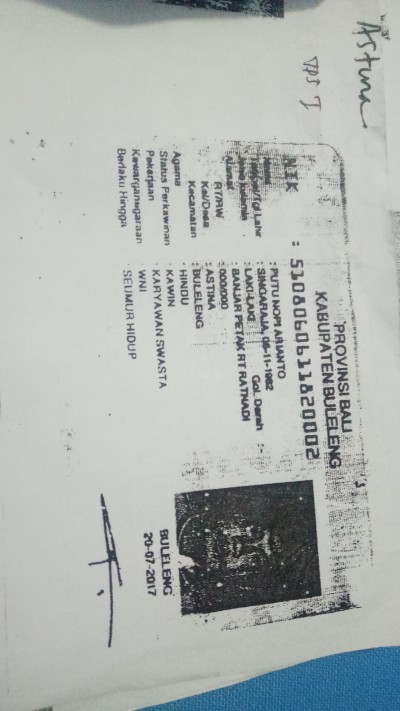 Astina
TPS I
PROVINSI BALI
KABUPATEN BULELENG
NIK : 5108060611820002
Nama : PUTU NOPI ARIANTO
Tempat/Tgl Lahir : SINGARAJA, 06-11-1982
Jenis kelamin : LAKI-LAKI Gol. Darah : -
Alamat : BANJAR PETAK RT RATNADI
RT/RW : 000/000
Kel/Desa : ASTINA
Kecamatan : BULELENG
Agama : HINDU
Status Perkawinan : KAWIN
Pekerjaan : KARYAWAN SWASTA
Kewarganegaraan : WNI
Berlaku Hingga : SEUMUR HIDUP
BULELENG
20-07-2017